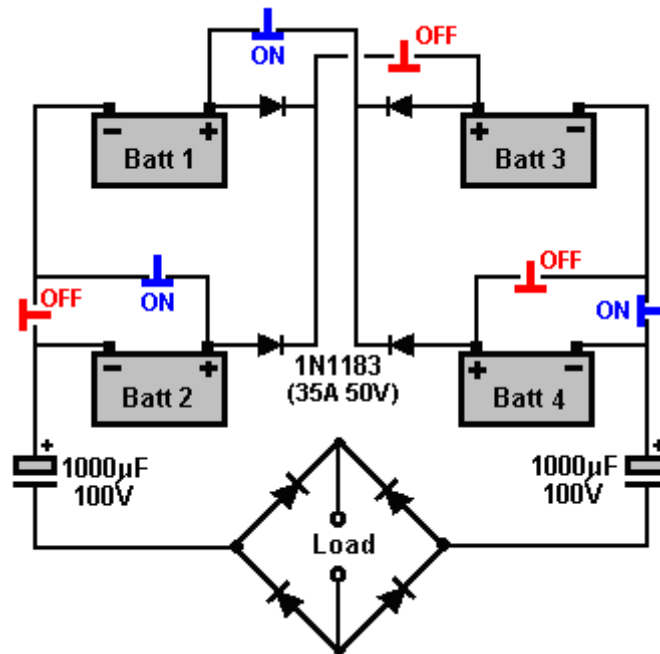 ON
OFF
- +
Batt 1
+ -
Batt 3
OFF
ON
OFF
ON
- +
Batt 2
1N1183
(35A 50V)
+ -
Batt 4
+
1000µF
100V
+
1000µF
100V
Load